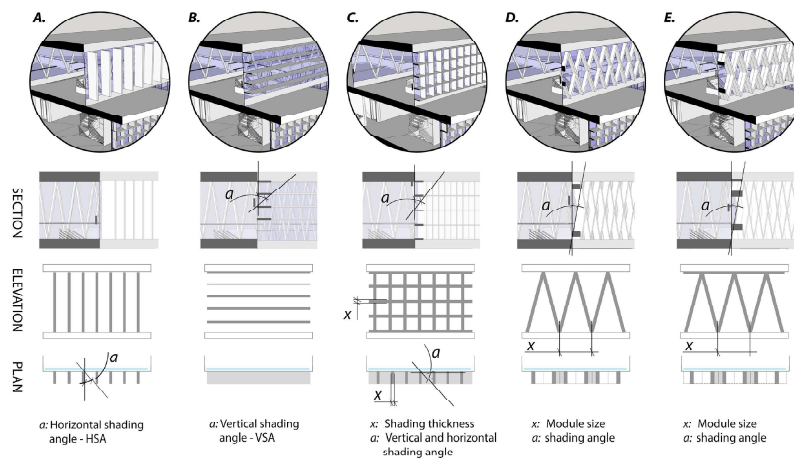 A. B. C. D. E.
SECTION
a a a a
ELEVATION
x x x
PLAN
a a
x
a: Horizontal shading
angle - HSA
a: Vertical shading
angle - VSA
x: Shading thickness
a: Vertical and horizontal
shading angle
x: Module size
a: shading angle
x: Module size
a: shading angle